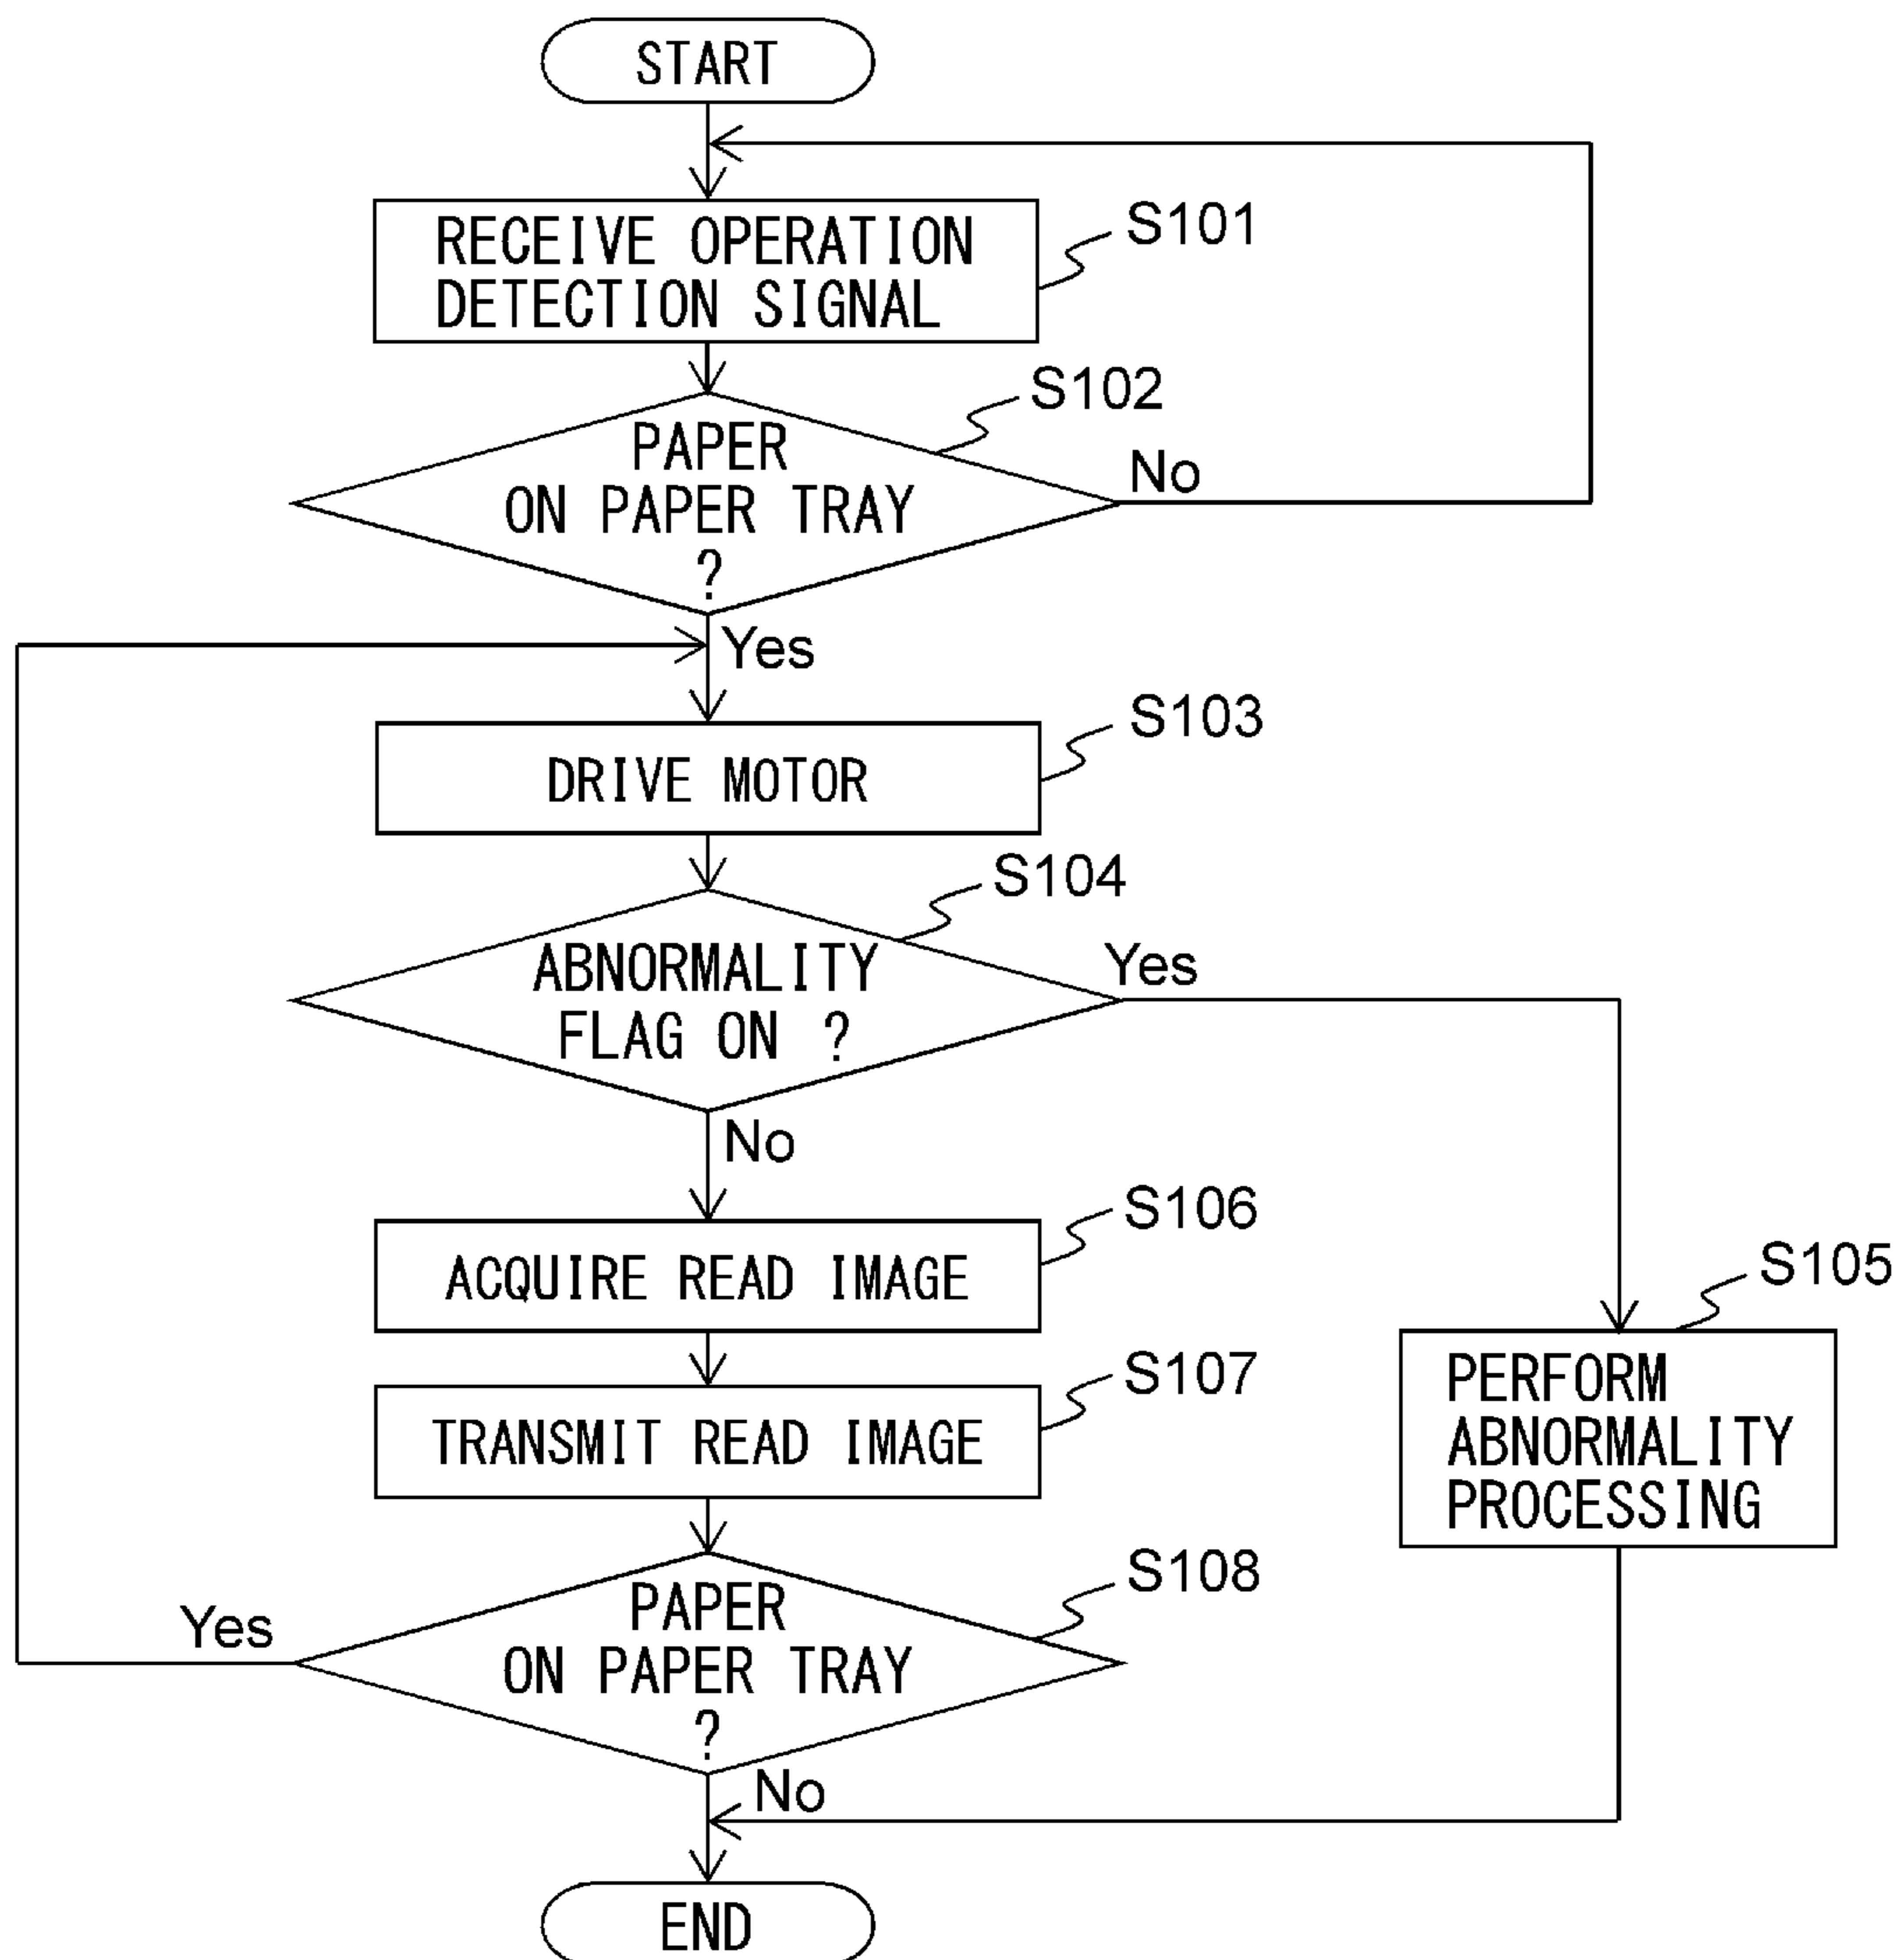 START
RECEIVE OPERATION
DETECTION SIGNAL
S101
PAPER
ON PAPER TRAY
?
S102
No
Yes
DRIVE MOTOR
S103
ABNORMALITY
FLAG ON ?
S104
Yes
No
PERFORM
ABNORMALITY
PROCESSING
S105
ACQUIRE READ IMAGE
S106
TRANSMIT READ IMAGE
S107
PAPER
ON PAPER TRAY
?
S108
Yes
No
END